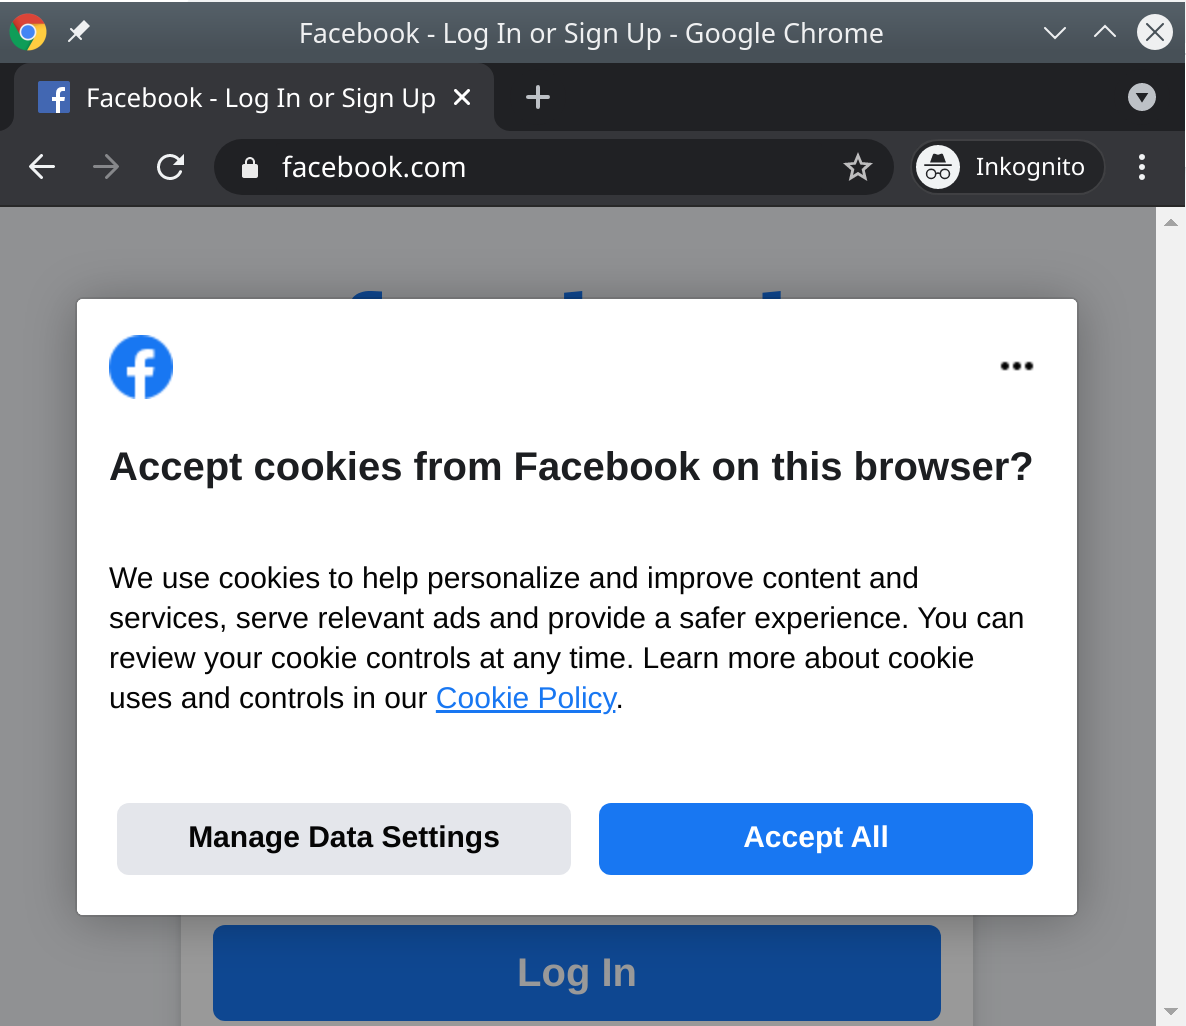 Facebook - Log In or Sign Up - Google Chrome
Facebook - Log In or Sign Up
facebook.com
Inkognito
Accept cookies from Facebook on this browser?
We use cookies to help personalize and improve content and
services, serve relevant ads and provide a safer experience. You can
review your cookie controls at any time. Learn more about cookie
uses and controls in our Cookie Policy.
Manage Data Settings
Accept All
Log In